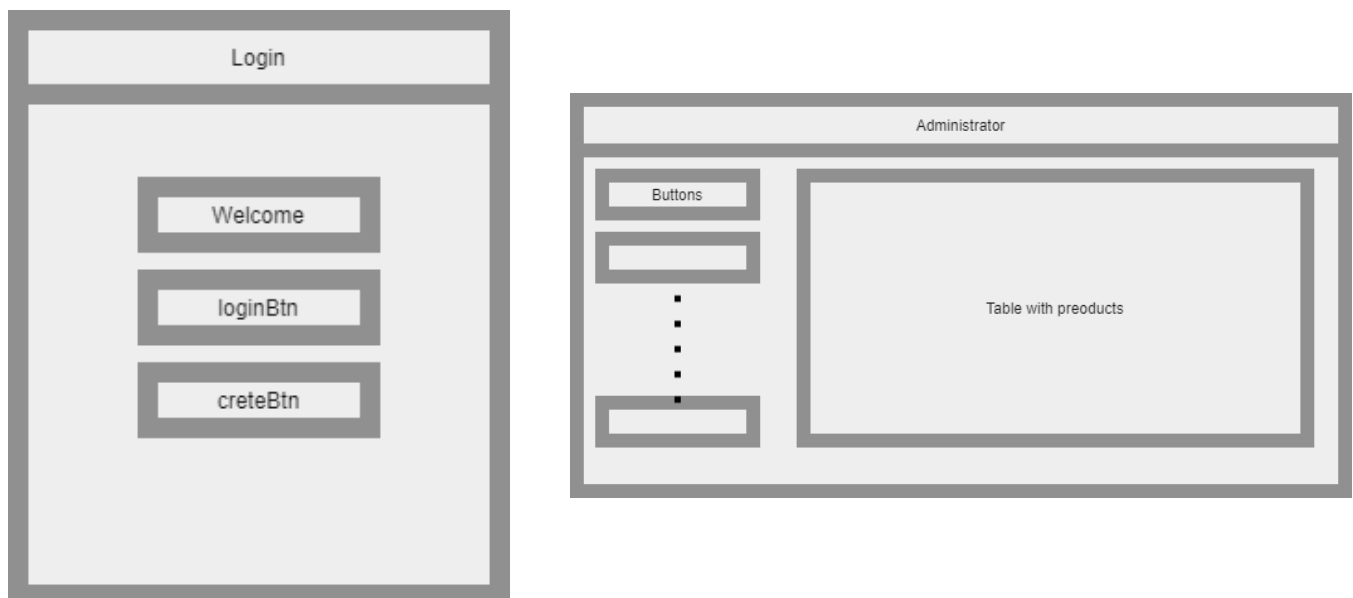 Login
Welcome
loginBtn
creteBtn
Administrator
Buttons
Table with preoducts